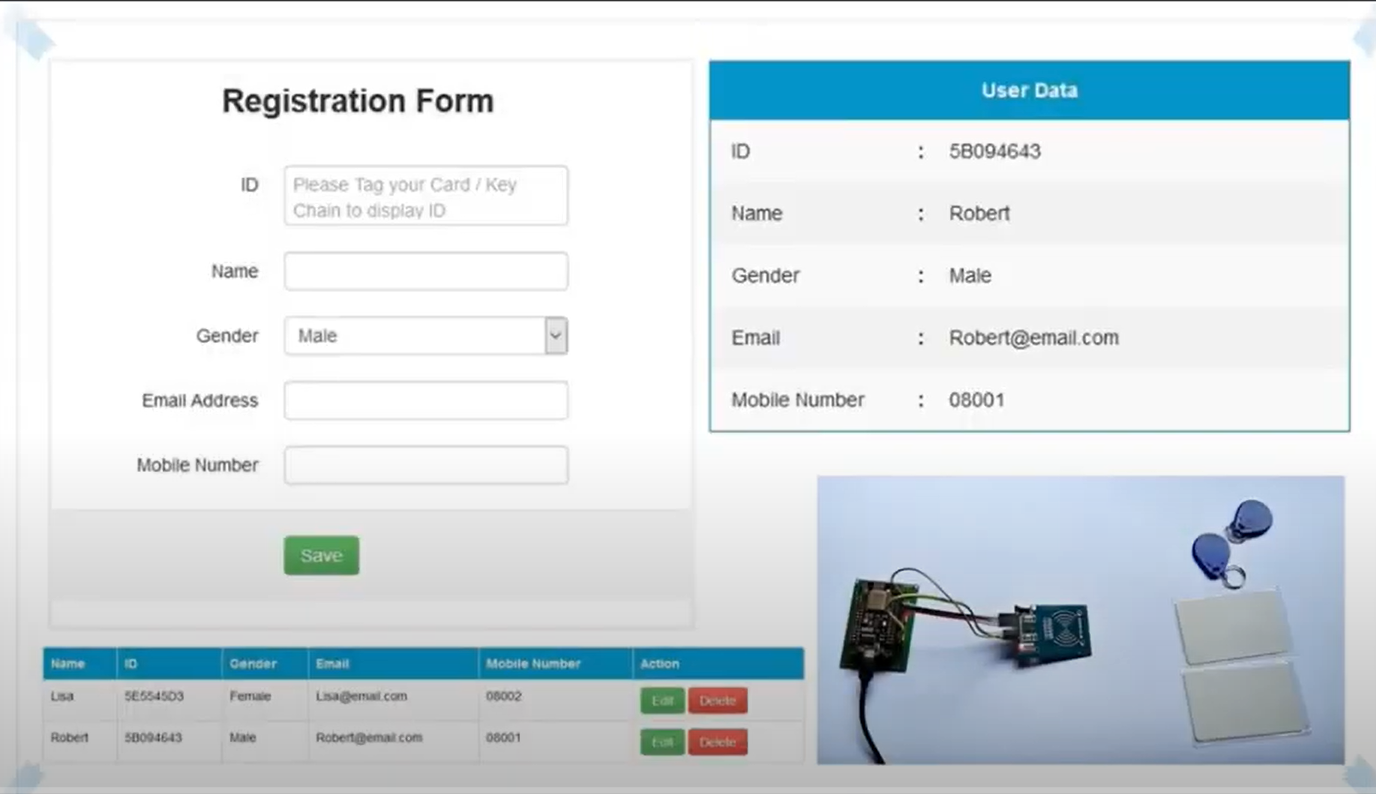 Registration Form
ID
Please Tag your Card / Key
Chain to display ID
Name
Gender
Male
Email Address
Mobile Number
Save
User Data
ID : 5B094643
Name : Robert
Gender : Male
Email : Robert@email.com
Mobile Number : 08001
Name ID Gender Email Mobile Number Action
Lisa 5E5545D3 Female Lisa@email.com 08002 Edit Delete
Robert 5B094643 Male Robert@email.com 08001 Edit Delete